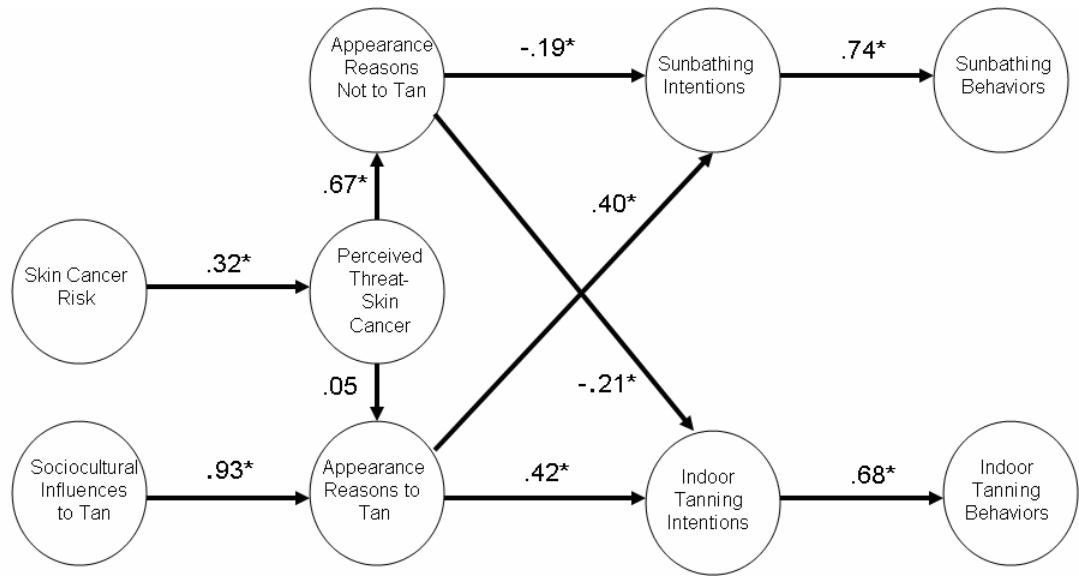 Appearance
Reasons
Not to Tan
-.19*
Sunbathing
Intentions
.74*
Sunbathing
Behaviors
.67*
.40*
Skin Cancer
Risk
.32*
Perceived
Threat-
Skin
Cancer
.05
-.21*
Sociocultural
Influences
to Tan
.93*
Appearance
Reasons to
Tan
.42*
Indoor
Tanning
Intentions
.68*
Indoor
Tanning
Behaviors